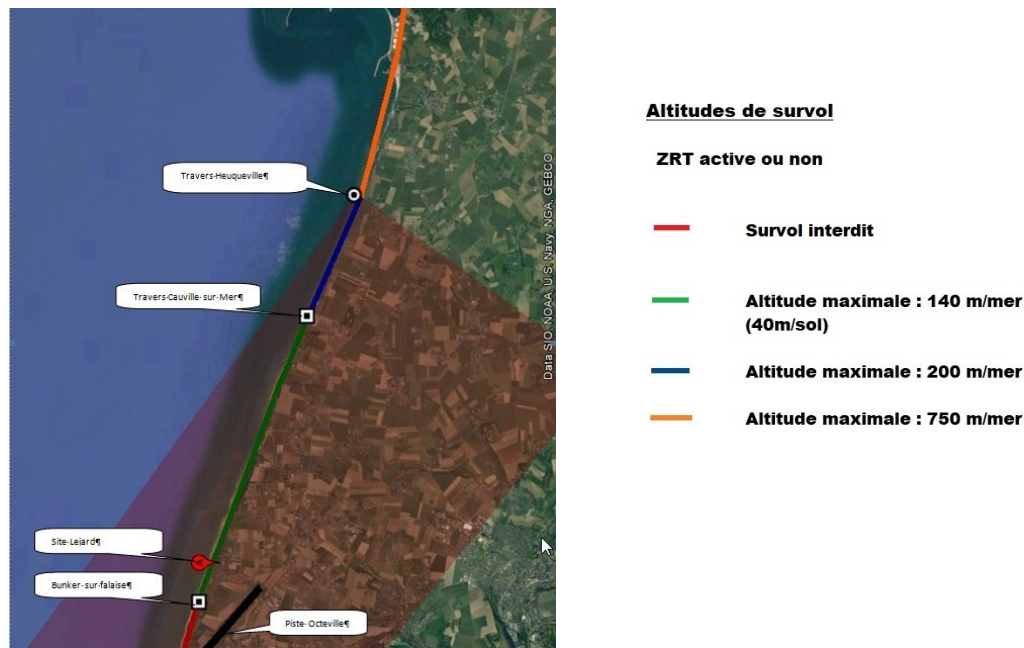 Travers·Heuqueville¶
Travers·Cauville·sur·Mer¶
Site·Lejard¶
Bunker·sur·falaise¶
Piste·Octeville¶
Data SIO, NOAA, U.S. Navy, NGA, GEBCO
Altitudes de survol
ZRT active ou non
Survol interdit
Altitude maximale : 140 m/mer
(40m/sol)
Altitude maximale : 200 m/mer
Altitude maximale : 750 m/mer